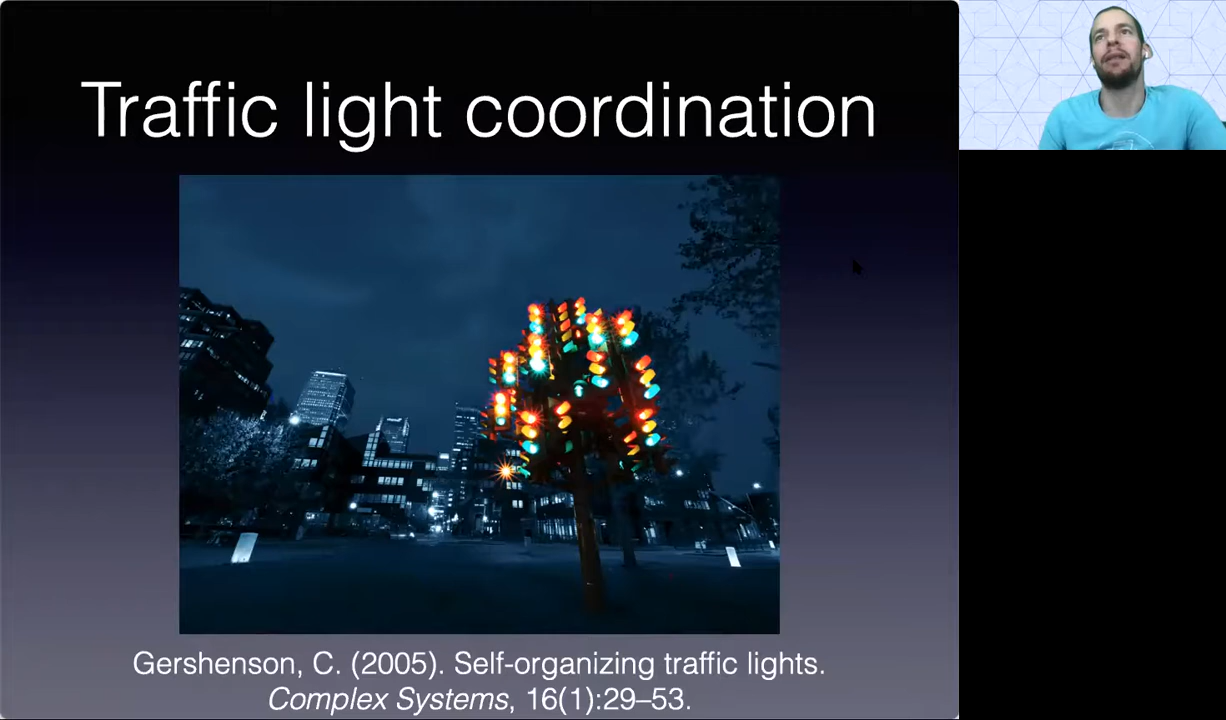 Traffic light coordination
Gershenson, C. (2005). Self-organizing traffic lights.
Complex Systems, 16(1):29–53.